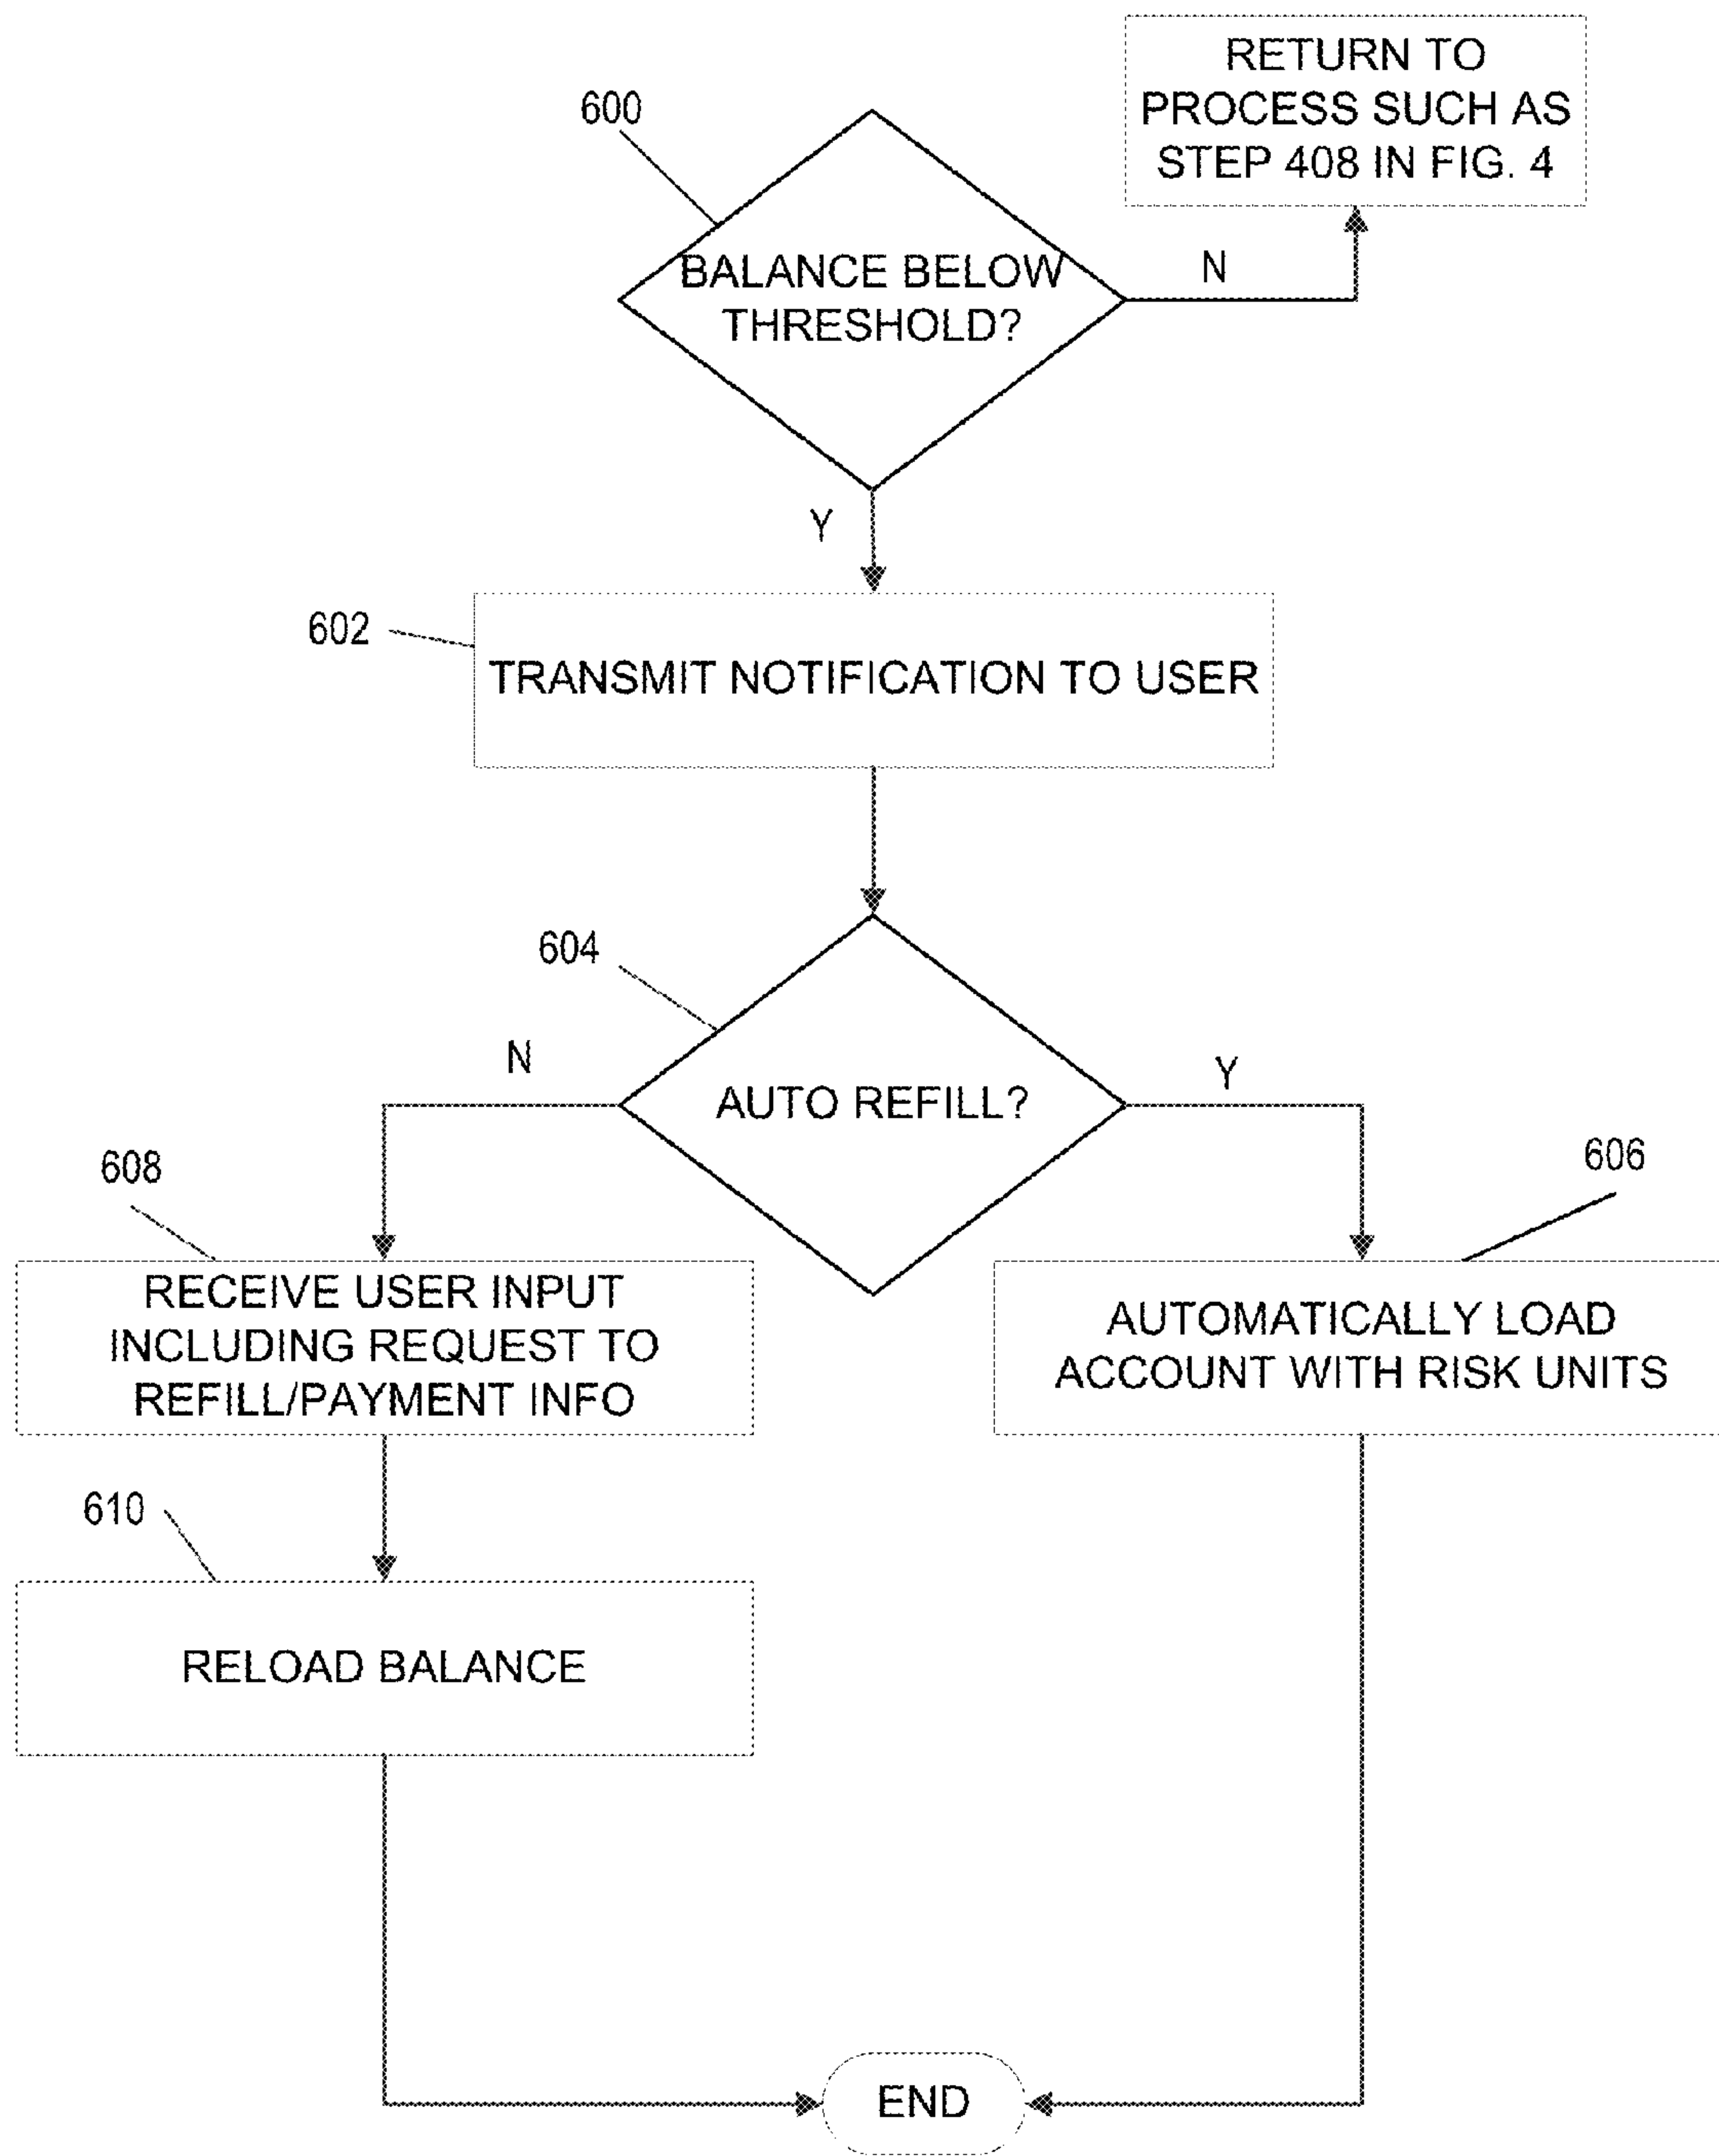 RETURN TO
PROCESS SUCH AS
STEP 408 IN FIG. 4
600
BALANCE BELOW
THRESHOLD?
N
Y
602
TRANSMIT NOTIFICATION TO USER
604
N
AUTO REFILL?
Y
608
606
RECEIVE USER INPUT
INCLUDING REQUEST TO
REFILL/PAYMENT INFO
AUTOMATICALLY LOAD
ACCOUNT WITH RISK UNITS
610
RELOAD BALANCE
END